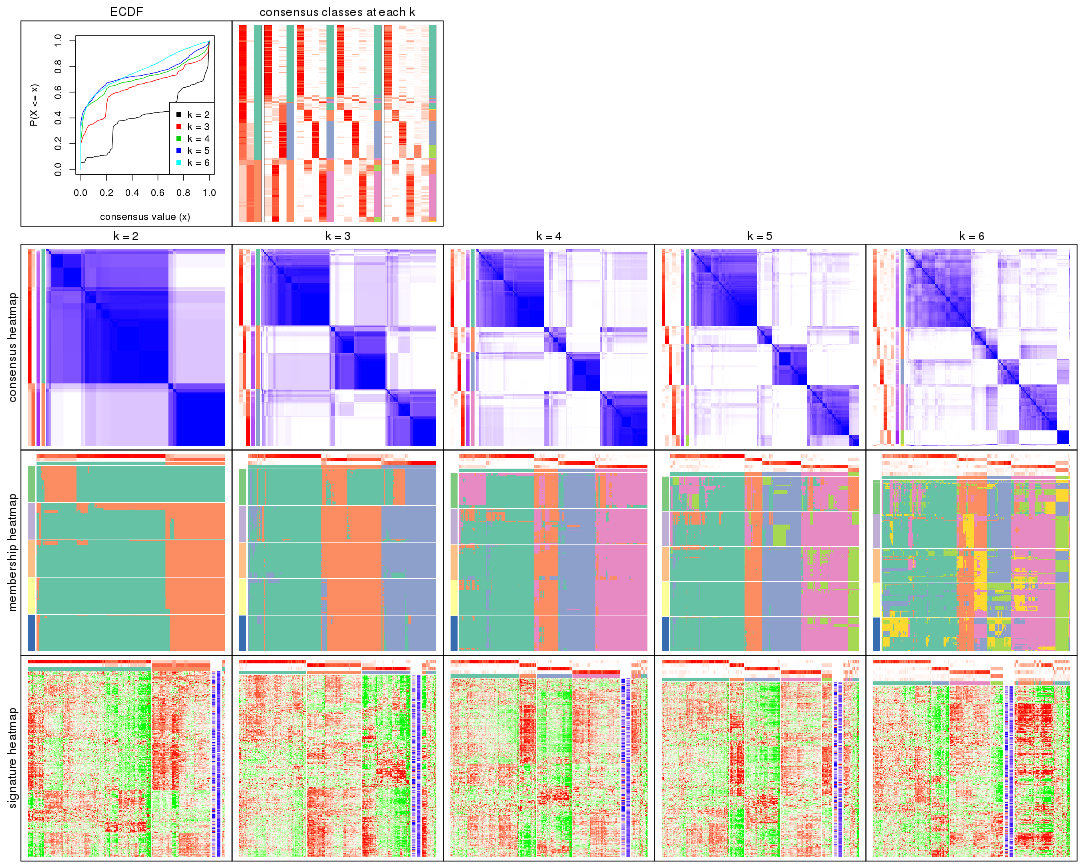 ECDF
consensus classes at each k
P(X <= x)
0.0
0.2
0.4
0.6
0.8
1.0
k = 2
k = 3
k = 4
k = 5
k = 6
0.0 0.2 0.4 0.6 0.8 1.0
consensus value (x)
k = 2
k = 3
k = 4
k = 5
k = 6
consensus heatmap
membership heatmap
signature heatmap